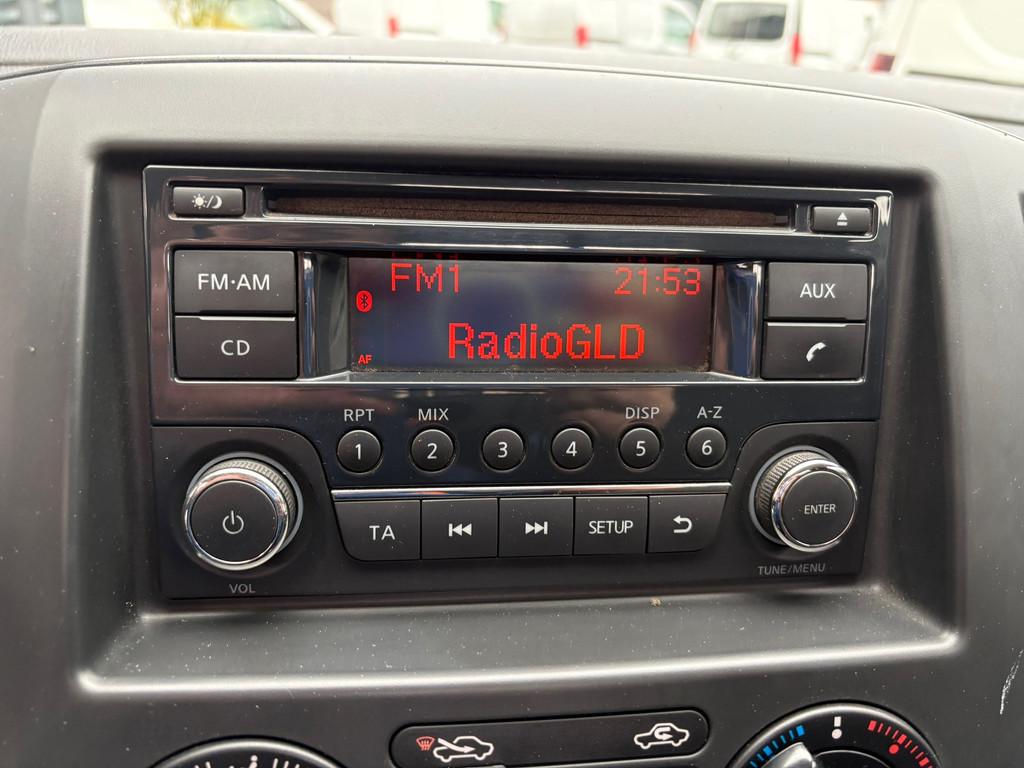 FM1 21:53
AF
RadioGLD
FM·AM
CD
AUX
RPT MIX DISP A-Z
1 2 3 4 5 6
TA SETUP
ENTER
VOL
TUNE/MENU